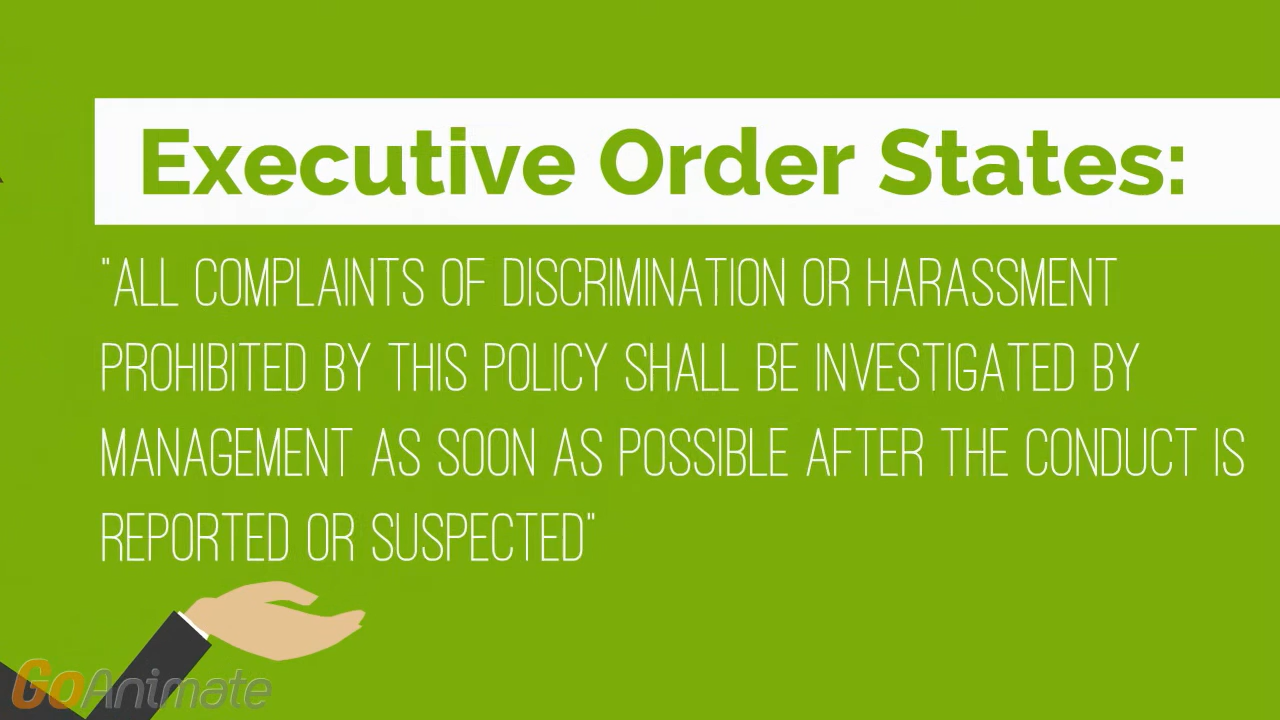 Executive Order States:
"ALL COMPLAINTS OF DISCRIMINATION OR HARASSMENT
PROHIBITED BY THIS POLICY SHALL BE INVESTIGATED BY
MANAGEMENT AS SOON AS POSSIBLE AFTER THE CONDUCT IS
REPORTED OR SUSPECTED"
GoAnimate